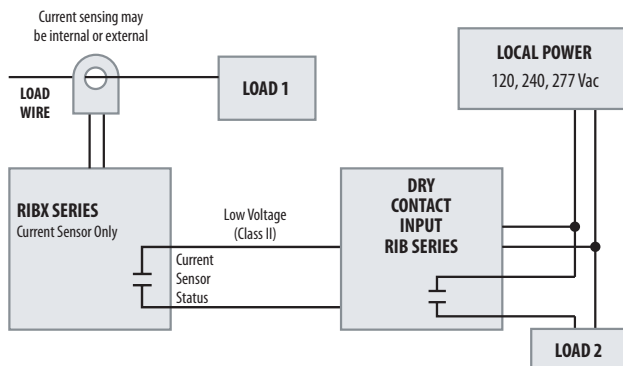 Current sensing may
be internal or external
LOAD
WIRE
LOAD 1
LOCAL POWER
120, 240, 277 Vac
RIBX SERIES
Current Sensor Only
Low Voltage
(Class II)
Current
Sensor
Status
DRY
CONTACT
INPUT
RIB SERIES
LOAD 2